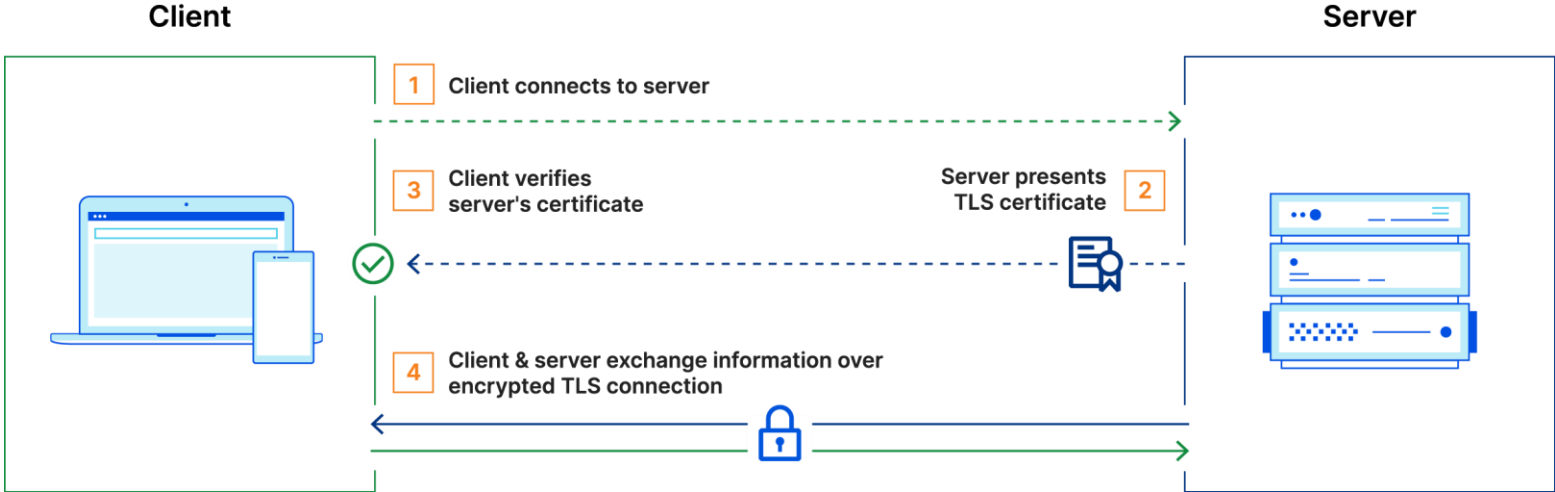 Client
Server
1
Client connects to server
3
Client verifies
server's certificate
Server presents
TLS certificate
2
4
Client & server exchange information over
encrypted TLS connection